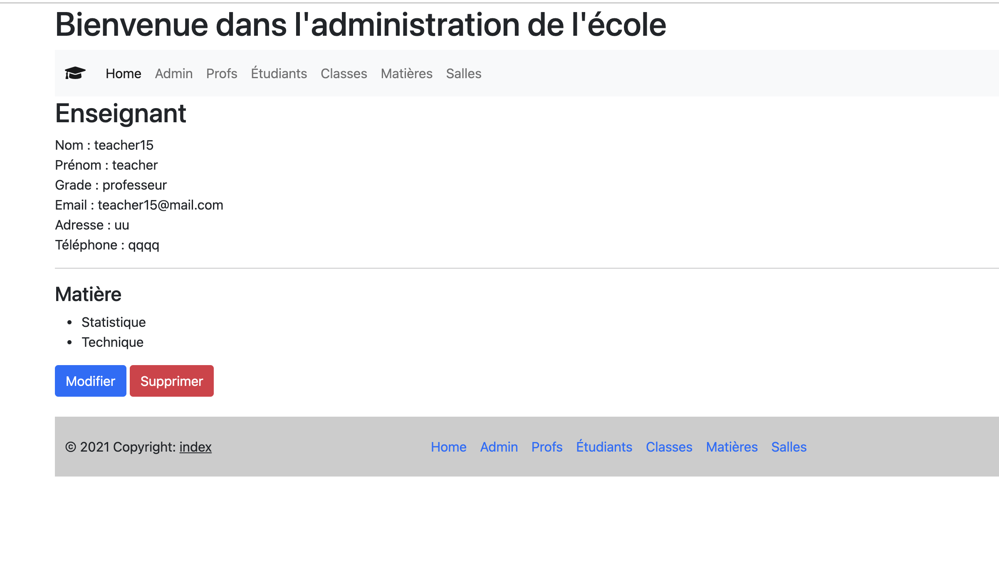 Bienvenue dans l'administration de l'école
Home Admin Profs Étudiants Classes Matières Salles
Enseignant
Nom : teacher15
Prénom : teacher
Grade : professeur
Email : teacher15@mail.com
Adresse : uu
Téléphone : qqqq
Matière
• Statistique
• Technique
Modifier Supprimer
© 2021 Copyright: index Home Admin Profs Étudiants Classes Matières Salles